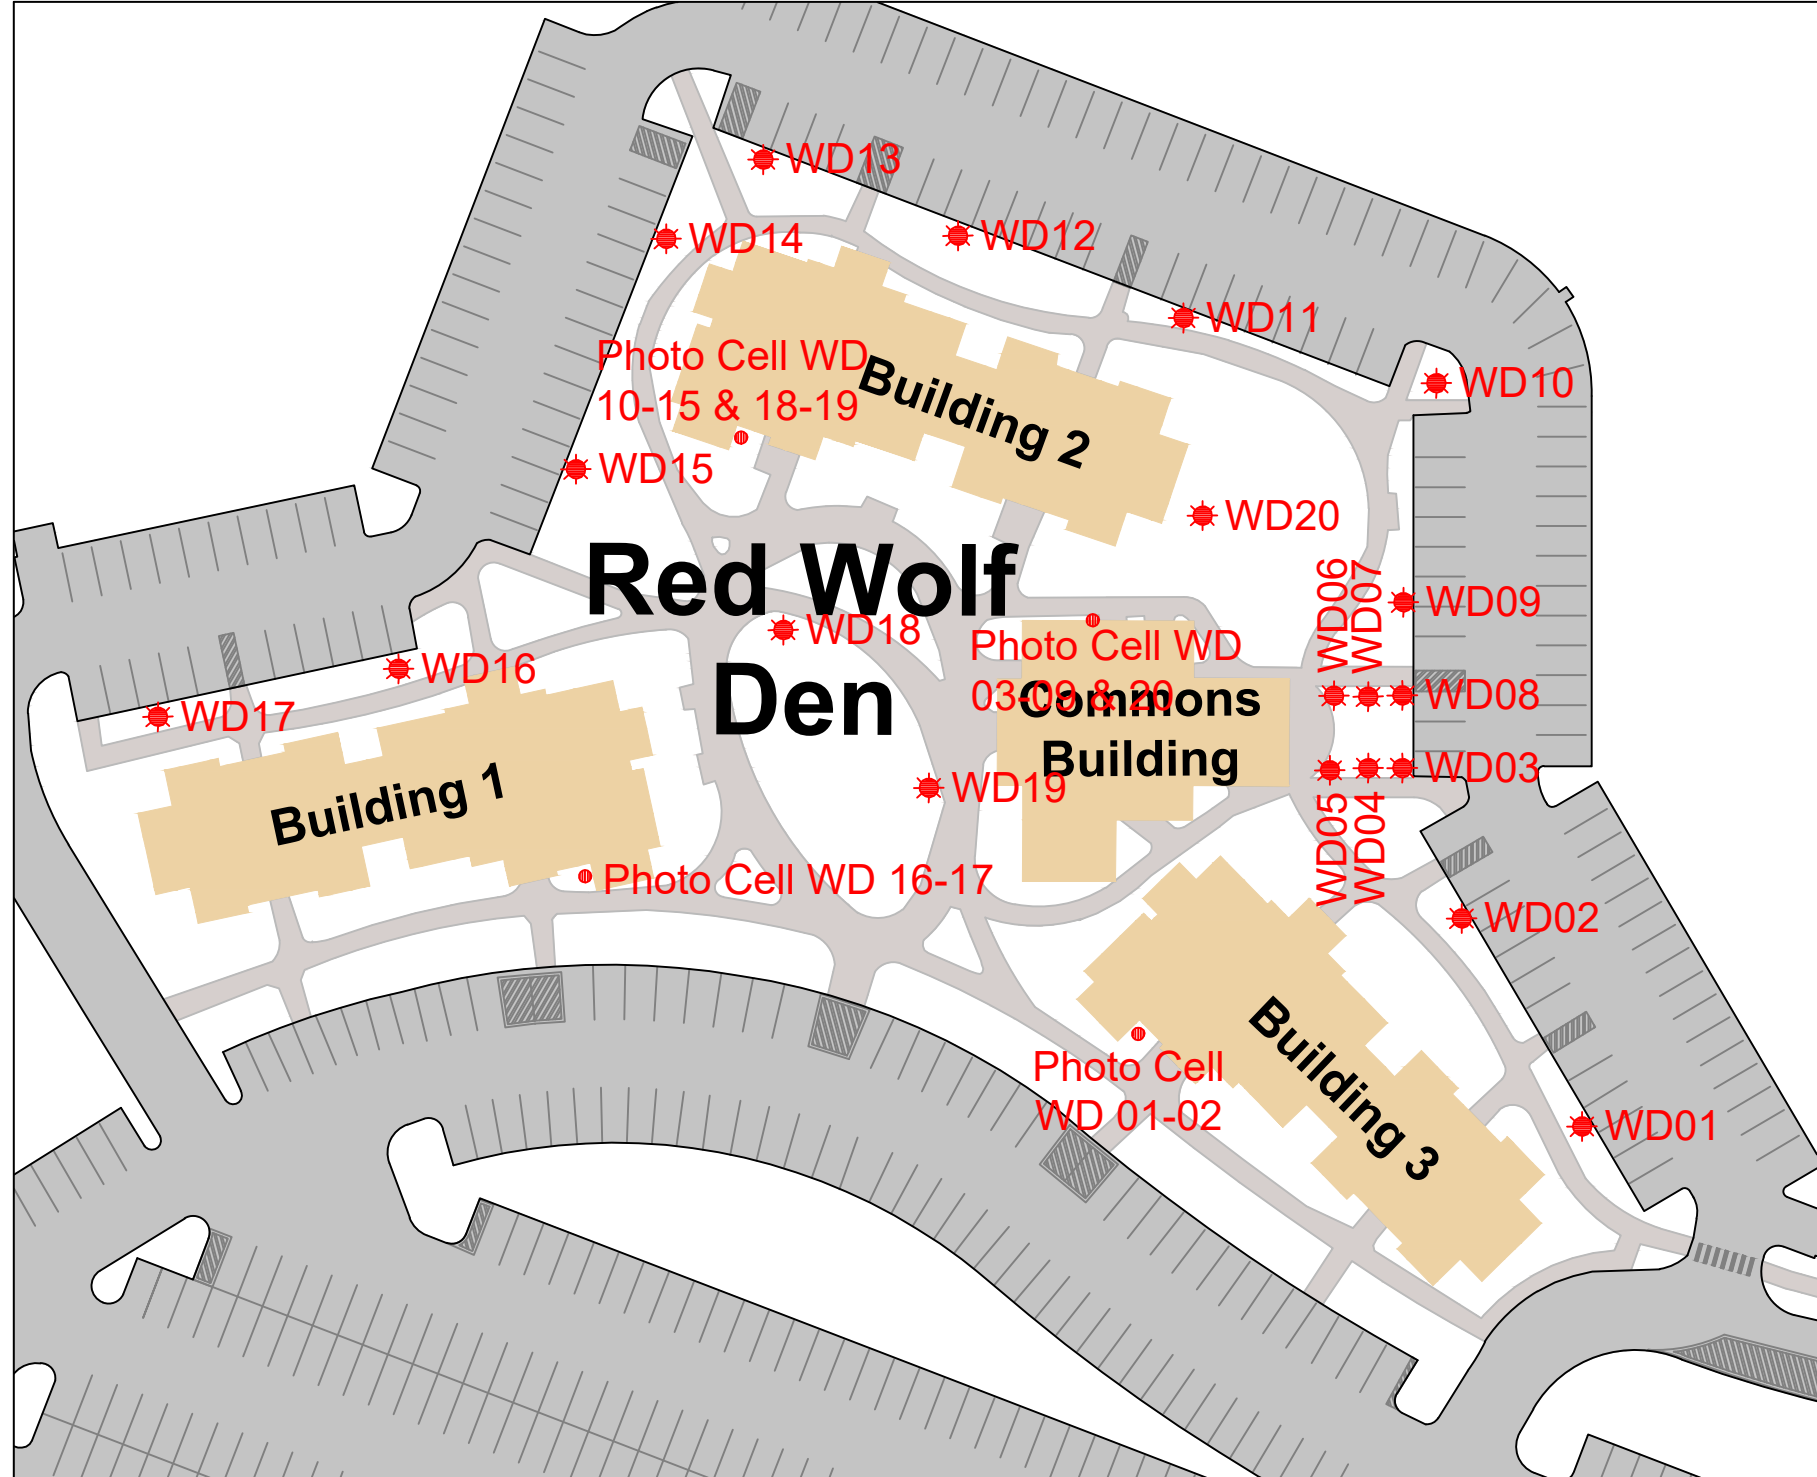 WD13
WD14
WD12
WD11
Photo Cell WD
10-15 & 18-19
Building 2
WD10
WD15
WD20
Red Wolf
Den
WD06
WD07
WD09
WD18
Photo Cell WD
03-09 & 20
Commons
Building
WD16
WD17
WD08
WD03
WD19
WD05
WD04
Building 1
Photo Cell WD 16-17
WD02
Building 3
Photo Cell
WD 01-02
WD01